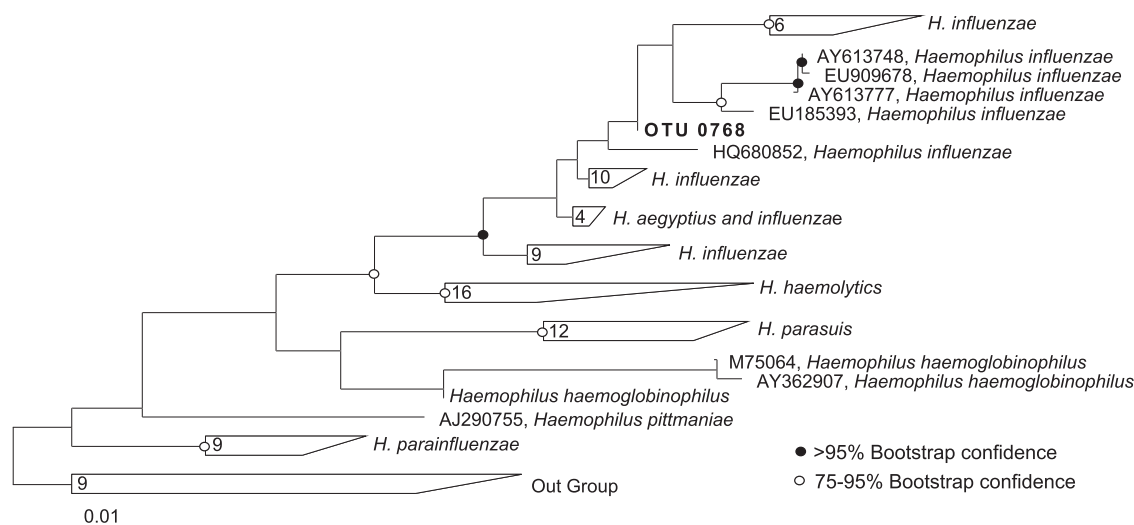 6 H. influenzae
AY613748, Haemophilus influenzae
EU909678, Haemophilus influenzae
AY613777, Haemophilus influenzae
EU185393, Haemophilus influenzae
OTU 0768
HQ680852, Haemophilus influenzae
10 H. influenzae
4 H. aegyptius and influenzae
9 H. influenzae
16 H. haemolytics
12 H. parasuis
M75064, Haemophilus haemoglobinophilus
AY362907, Haemophilus haemoglobinophilus
Haemophilus haemoglobinophilus
AJ290755, Haemophilus pittmaniae
9 H. parainfluenzae
>95% Bootstrap confidence
75-95% Bootstrap confidence
9 Out Group
0.01